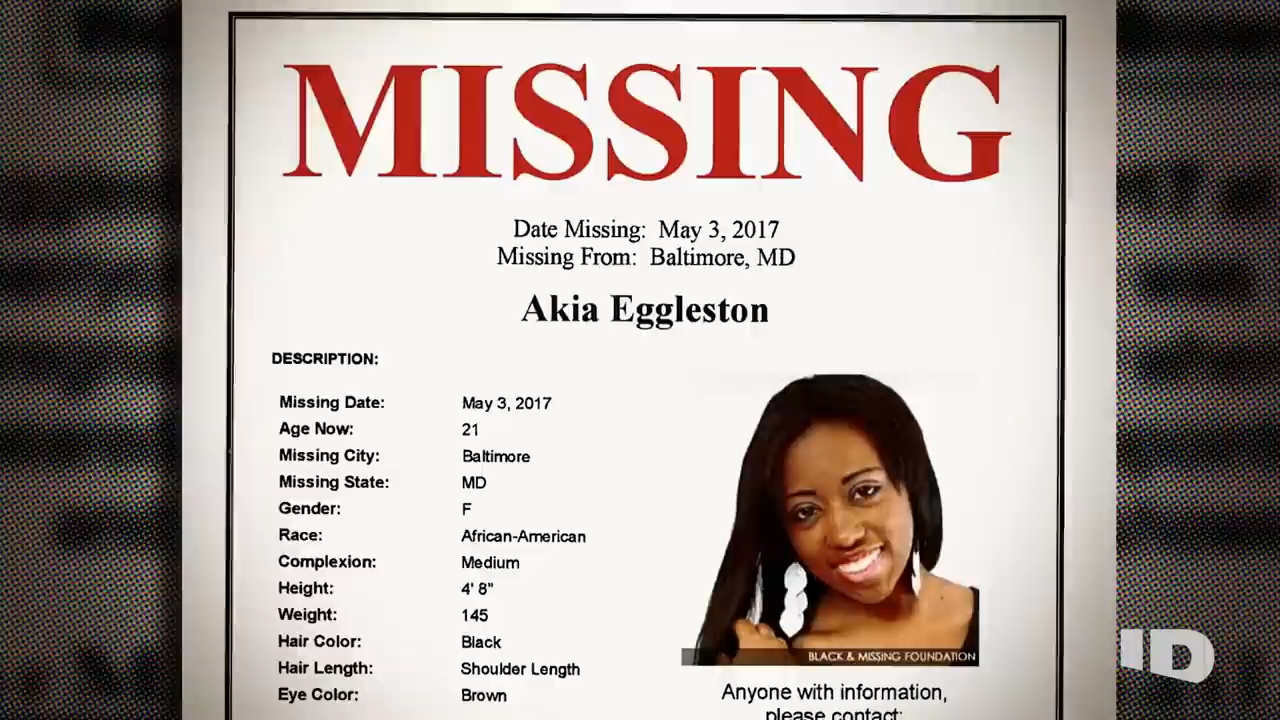 MISSING
Date Missing: May 3, 2017
Missing From: Baltimore, MD
Akia Eggleston
DESCRIPTION:
Missing Date: May 3, 2017
Age Now: 21
Missing City: Baltimore
Missing State: MD
Gender: F
Race: African-American
Complexion: Medium
Height: 4' 8"
Weight: 145
Hair Color: Black
Hair Length: Shoulder Length
Eye Color: Brown
BLACK & MISSING FOUNDATION
Anyone with information,
please contact:
ID